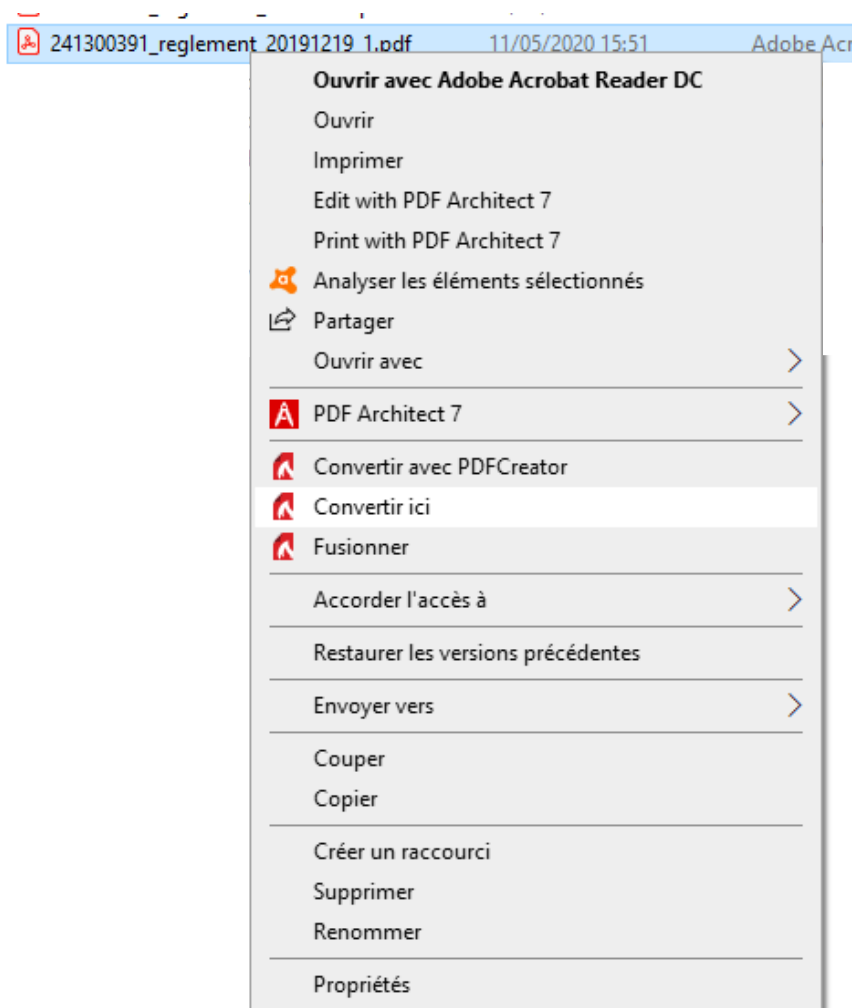 241300391_reglement_20191219_1.pdf 11/05/2020 15:51 Adobe Acr
Ouvrir avec Adobe Acrobat Reader DC
Ouvrir
Imprimer
Edit with PDF Architect 7
Print with PDF Architect 7
Analyser les éléments sélectionnés
Partager
Ouvrir avec
PDF Architect 7
Convertir avec PDFCreator
Convertir ici
Fusionner
Accorder l'accès à
Restaurer les versions précédentes
Envoyer vers
Couper
Copier
Créer un raccourci
Supprimer
Renommer
Propriétés